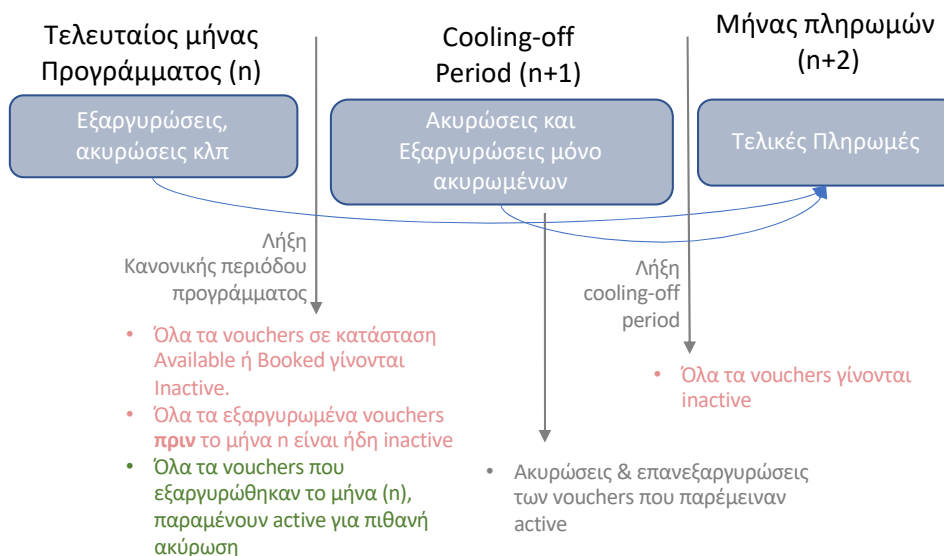 Τελευταίος μήνας
Προγράμματος (n)
Cooling-off
Period (n+1)
Μήνας πληρωμών
(n+2)
Εξαργυρώσεις,
ακυρώσεις κλπ
Ακυρώσεις και
Εξαργυρώσεις μόνο
ακυρωμένων
Τελικές Πληρωμές
Λήξη
Κανονικής περιόδου
προγράμματος
Λήξη
cooling-off
period
• Όλα τα vouchers σε κατάσταση
Available ή Booked γίνονται
Inactive.
• Όλα τα εξαργυρωμένα vouchers
πριν το μήνα n είναι ήδη inactive
• Όλα τα vouchers που
εξαργυρώθηκαν το μήνα (n),
παραμένουν active για πιθανή
ακύρωση
• Ακυρώσεις & επανεξαργυρώσεις
των vouchers που παρέμειναν
active
• Όλα τα vouchers γίνονται
inactive